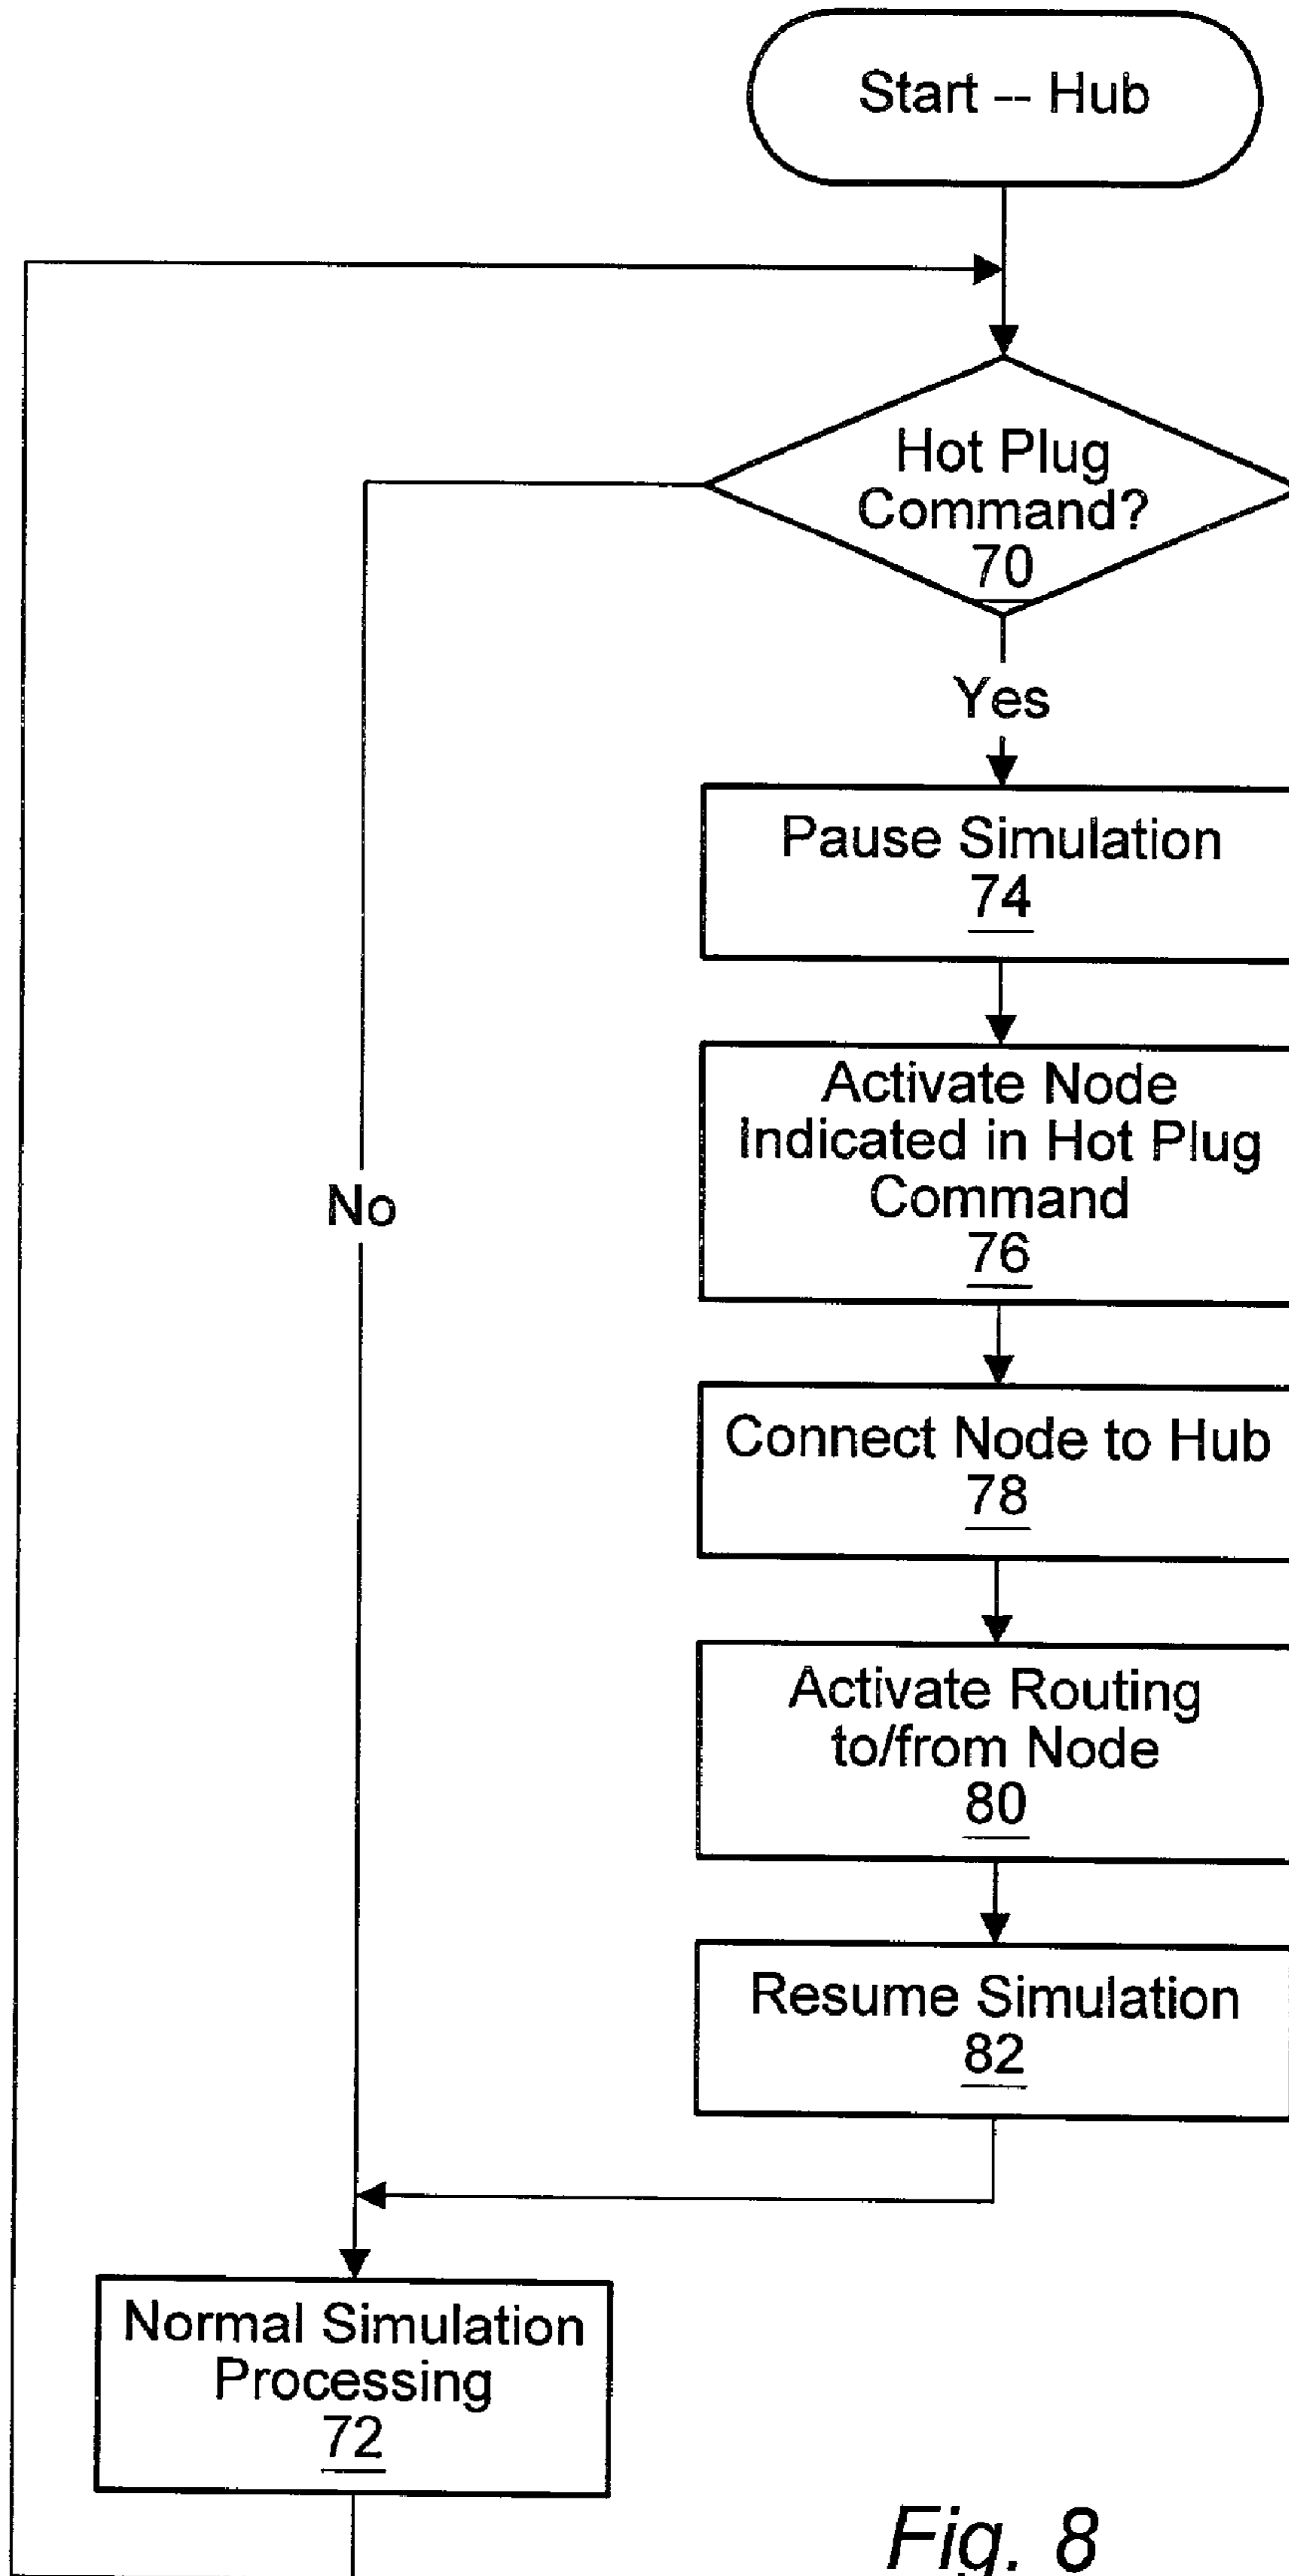 Start -- Hub
Hot Plug
Command?
70
Yes
Pause Simulation
74
Activate Node
Indicated in Hot Plug
Command
76
No
Connect Node to Hub
78
Activate Routing
to/from Node
80
Resume Simulation
82
Normal Simulation
Processing
72
Fig. 8